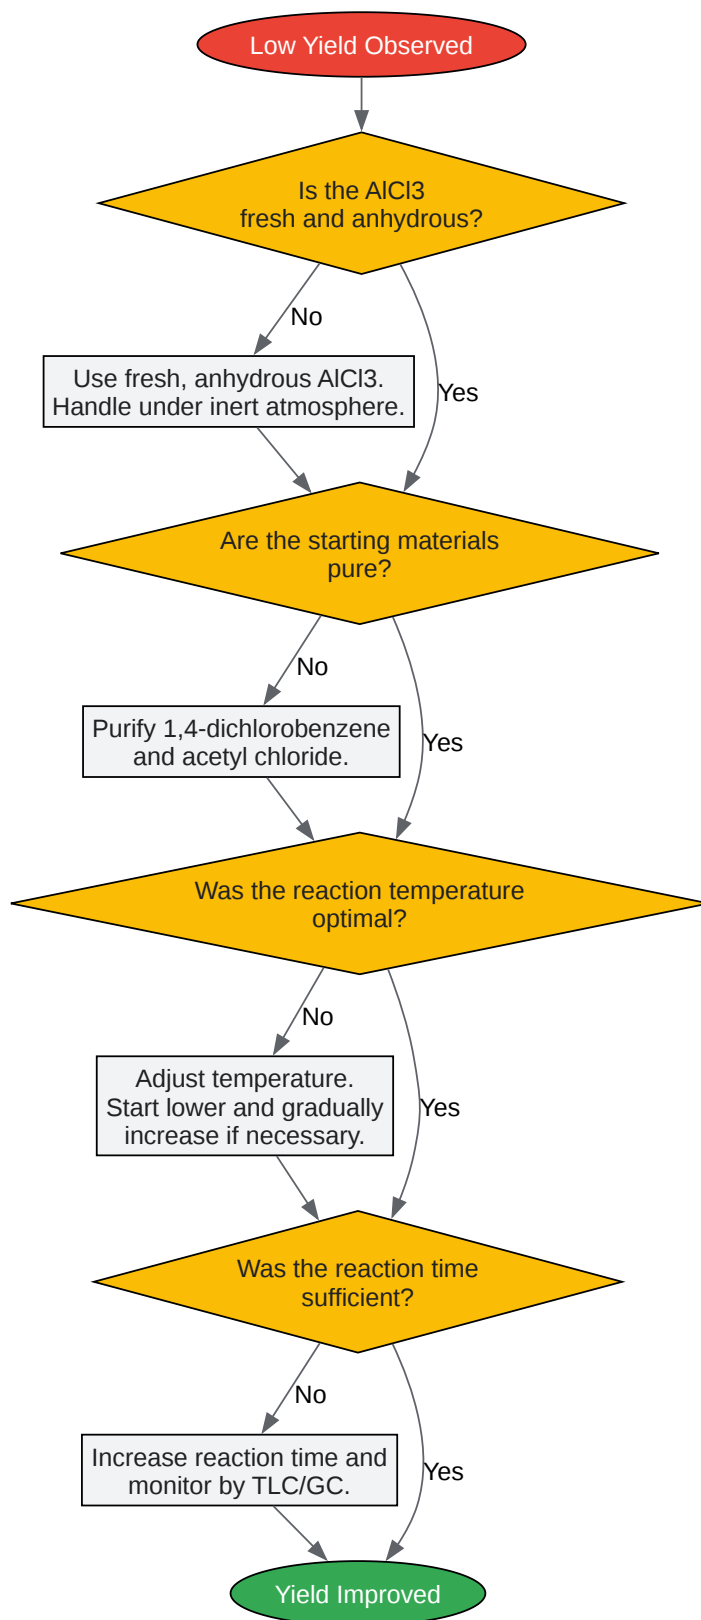 Low Yield Observed
Is the AlCl3
fresh and anhydrous?
No
Use fresh, anhydrous AlCl3.
Handle under inert atmosphere.
Yes
Are the starting materials
pure?
No
Purify 1,4-dichlorobenzene
and acetyl chloride.
Yes
Was the reaction temperature
optimal?
No
Adjust temperature.
Start lower and gradually
increase if necessary.
Yes
Was the reaction time
sufficient?
No
Increase reaction time and
monitor by TLC/GC.
Yes
Yield Improved